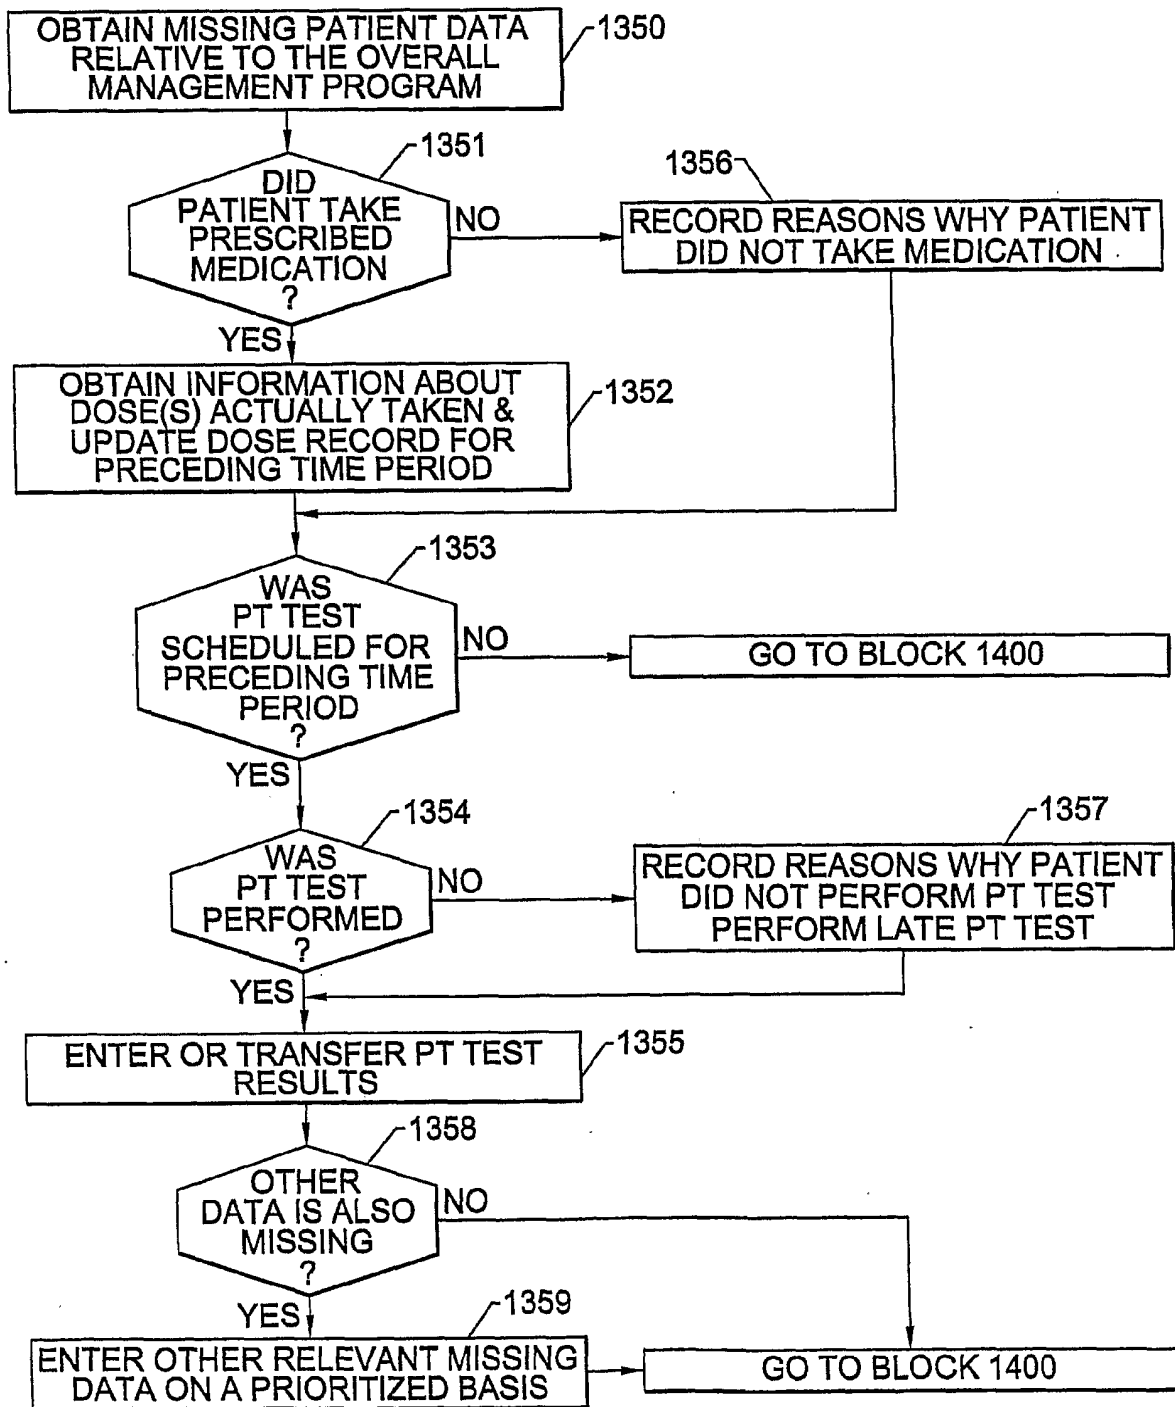 OBTAIN MISSING PATIENT DATA
RELATIVE TO THE OVERALL
MANAGEMENT PROGRAM
1350
1351
DID
PATIENT TAKE
PRESCRIBED
MEDICATION
?
NO
1356
RECORD REASONS WHY PATIENT
DID NOT TAKE MEDICATION
YES
OBTAIN INFORMATION ABOUT
DOSE(S) ACTUALLY TAKEN &
UPDATE DOSE RECORD FOR
PRECEDING TIME PERIOD
1352
1353
WAS
PT TEST
SCHEDULED FOR
PRECEDING TIME
PERIOD
?
NO
GO TO BLOCK 1400
YES
1354
WAS
PT TEST
PERFORMED
?
NO
1357
RECORD REASONS WHY PATIENT
DID NOT PERFORM PT TEST
PERFORM LATE PT TEST
YES
ENTER OR TRANSFER PT TEST
RESULTS
1355
1358
OTHER
DATA IS ALSO
MISSING
?
NO
YES
1359
ENTER OTHER RELEVANT MISSING
DATA ON A PRIORITIZED BASIS
GO TO BLOCK 1400